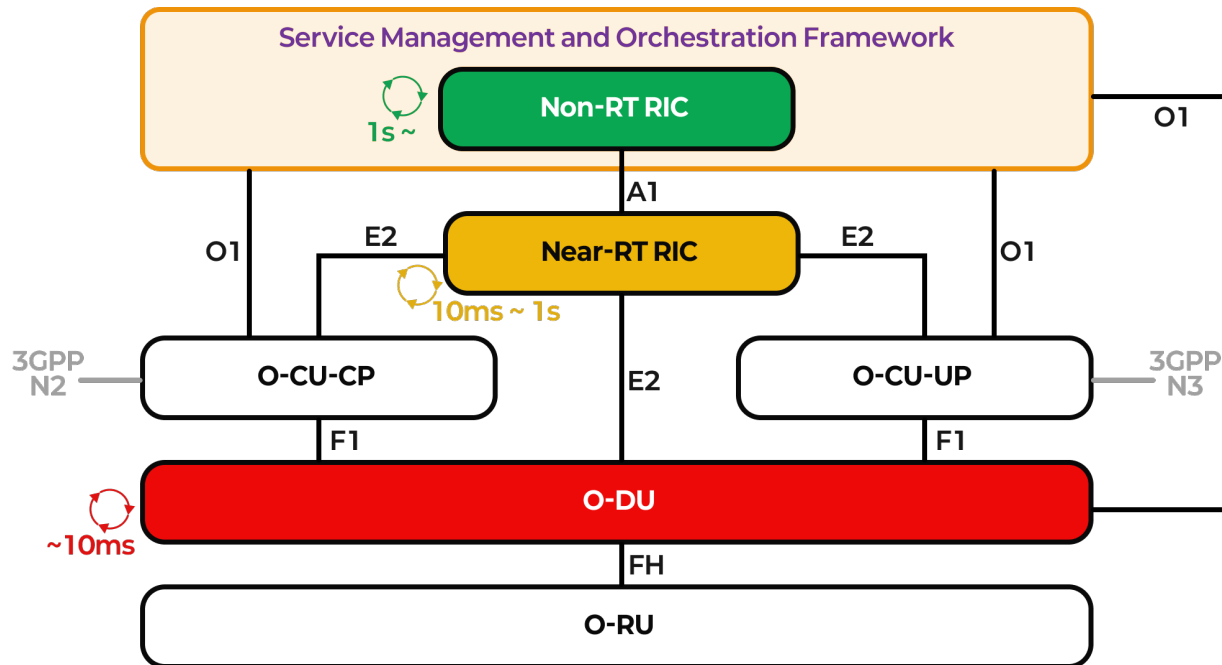 Service Management and Orchestration Framework
Non-RT RIC
1s ~
O1
A1
E2
Near-RT RIC
E2
O1
O1
10ms ~ 1s
3GPP
N2
O-CU-CP
E2
O-CU-UP
3GPP
N3
F1
F1
O-DU
~10ms
FH
O-RU